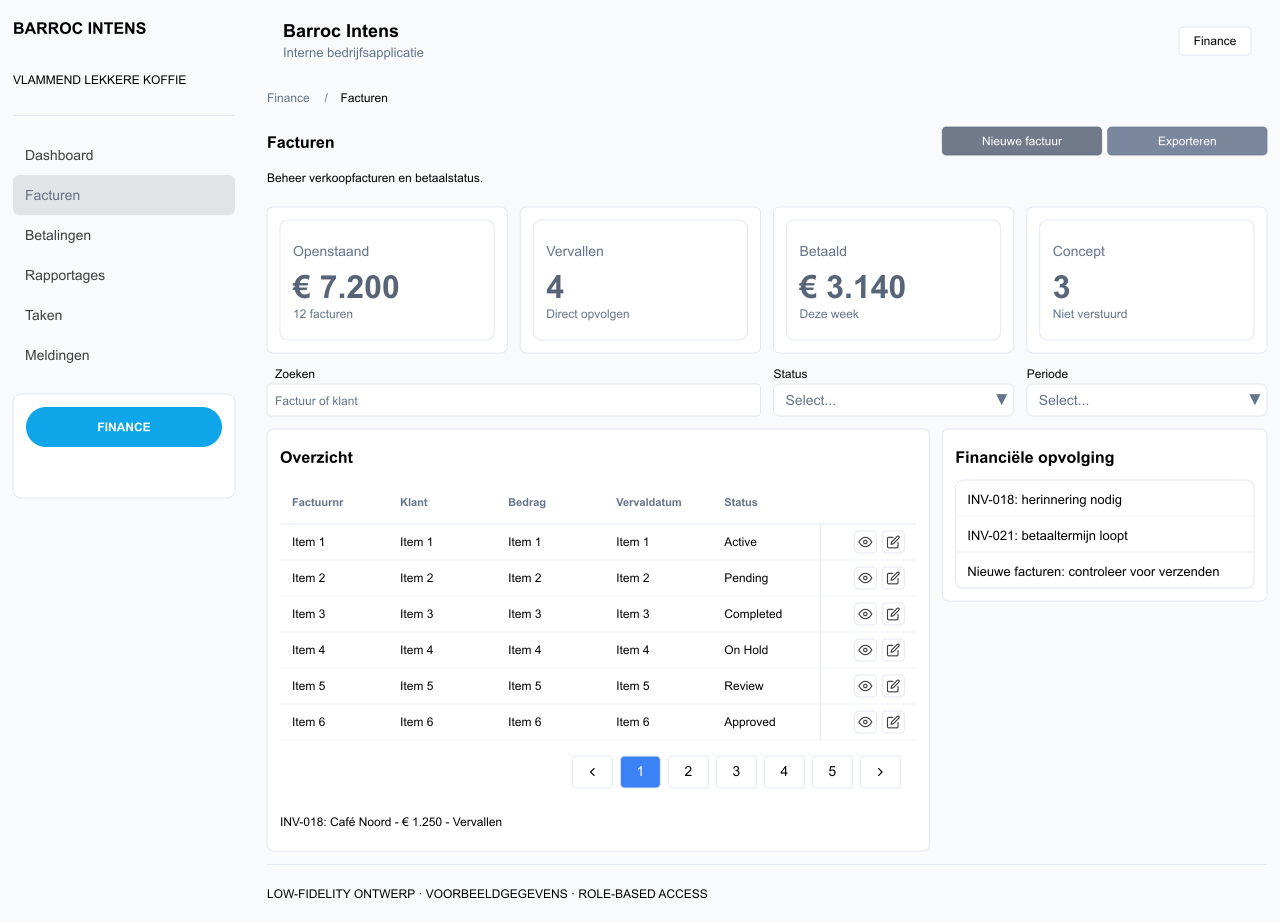 BARROC INTENS
VLAMMEND LEKKERE KOFFIE
Dashboard
Facturen
Betalingen
Rapportages
Taken
Meldingen
FINANCE
Barroc Intens
Interne bedrijfsapplicatie
Finance
Finance / Facturen
Facturen
Nieuwe factuur
Exporteren
Beheer verkoopfacturen en betaalstatus.
Openstaand
€ 7.200
12 facturen
Vervallen
4
Direct opvolgen
Betaald
€ 3.140
Deze week
Concept
3
Niet verstuurd
Zoeken
Factuur of klant
Status
Select...
Periode
Select...
Overzicht
Factuurnr Klant Bedrag Vervaldatum Status
Item 1 Item 1 Item 1 Item 1 Active
Item 2 Item 2 Item 2 Item 2 Pending
Item 3 Item 3 Item 3 Item 3 Completed
Item 4 Item 4 Item 4 Item 4 On Hold
Item 5 Item 5 Item 5 Item 5 Review
Item 6 Item 6 Item 6 Item 6 Approved
‹ 1 2 3 4 5 ›
INV-018: Café Noord - € 1.250 - Vervallen
Financiële opvolging
INV-018: herinnering nodig
INV-021: betaaltermijn loopt
Nieuwe facturen: controleer voor verzenden
LOW-FIDELITY ONTWERP · VOORBEELDGEGEVENS · ROLE-BASED ACCESS